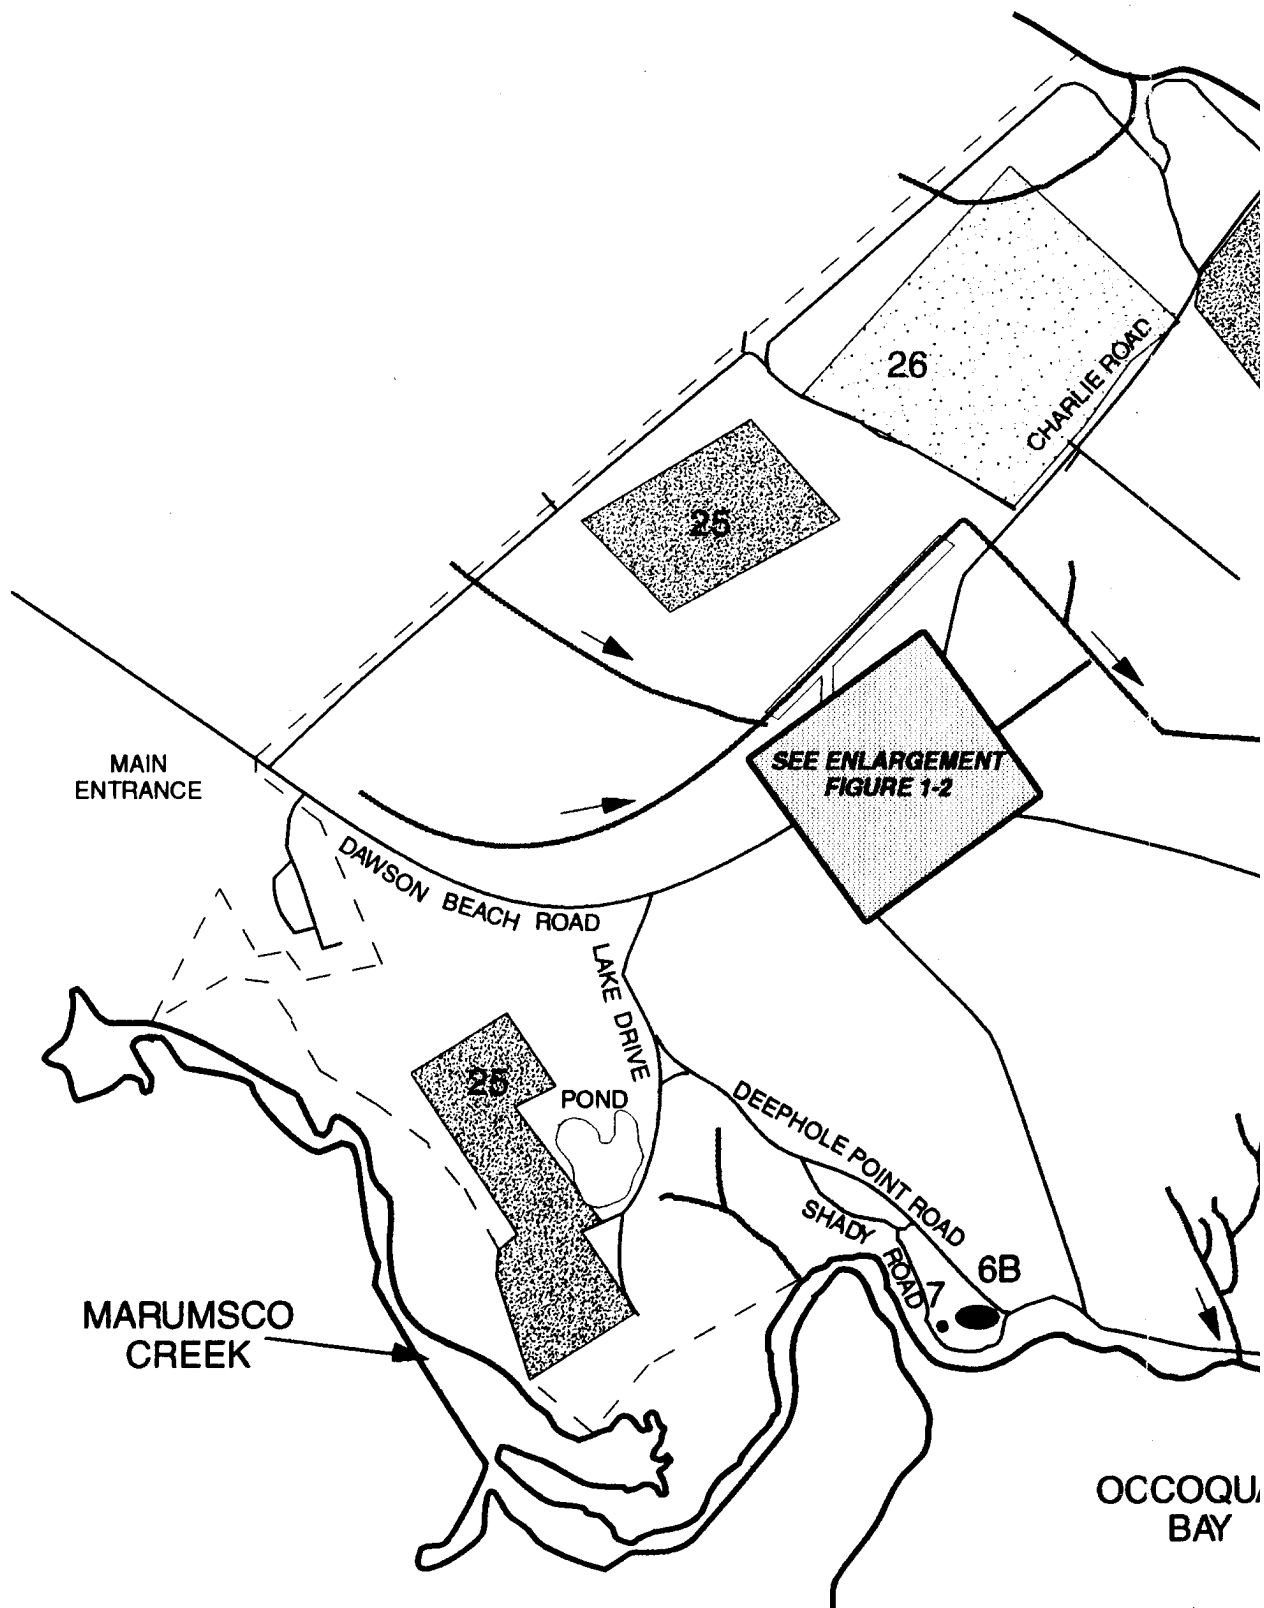 26
CHARLIE ROAD
25
SEE ENLARGEMENT
FIGURE 1-2
MAIN
ENTRANCE
DAWSON BEACH ROAD
LAKE DRIVE
25
POND
DEEPHOLE POINT ROAD
SHADY ROAD
7
6B
MARUMSCO
CREEK
OCCOQUA
BAY